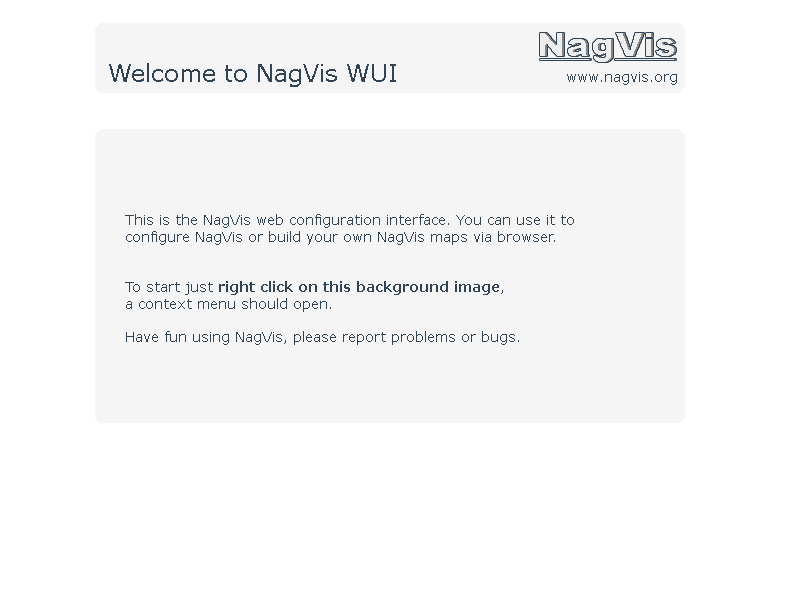 NagVis
Welcome to NagVis WUI
www.nagvis.org
This is the NagVis web configuration interface. You can use it to
configure NagVis or build your own NagVis maps via browser.
To start just right click on this background image,
a context menu should open.
Have fun using NagVis, please report problems or bugs.